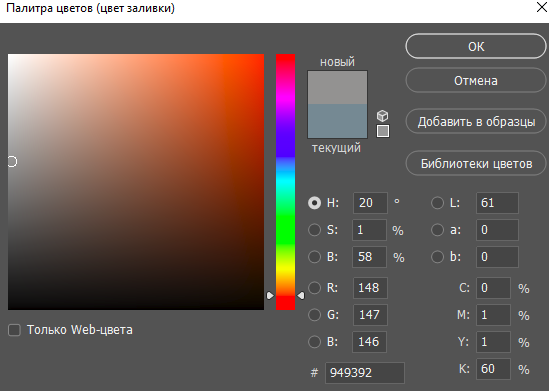 Палитра цветов (цвет заливки)
новый
текущий
OK
Отмена
Добавить в образцы
Библиотеки цветов
H: 20 °
S: 1 %
B: 58 %
R: 148
G: 147
B: 146
# 949392
L: 61
a: 0
b: 0
C: 0 %
M: 1 %
Y: 1 %
K: 60 %
Только Web-цвета